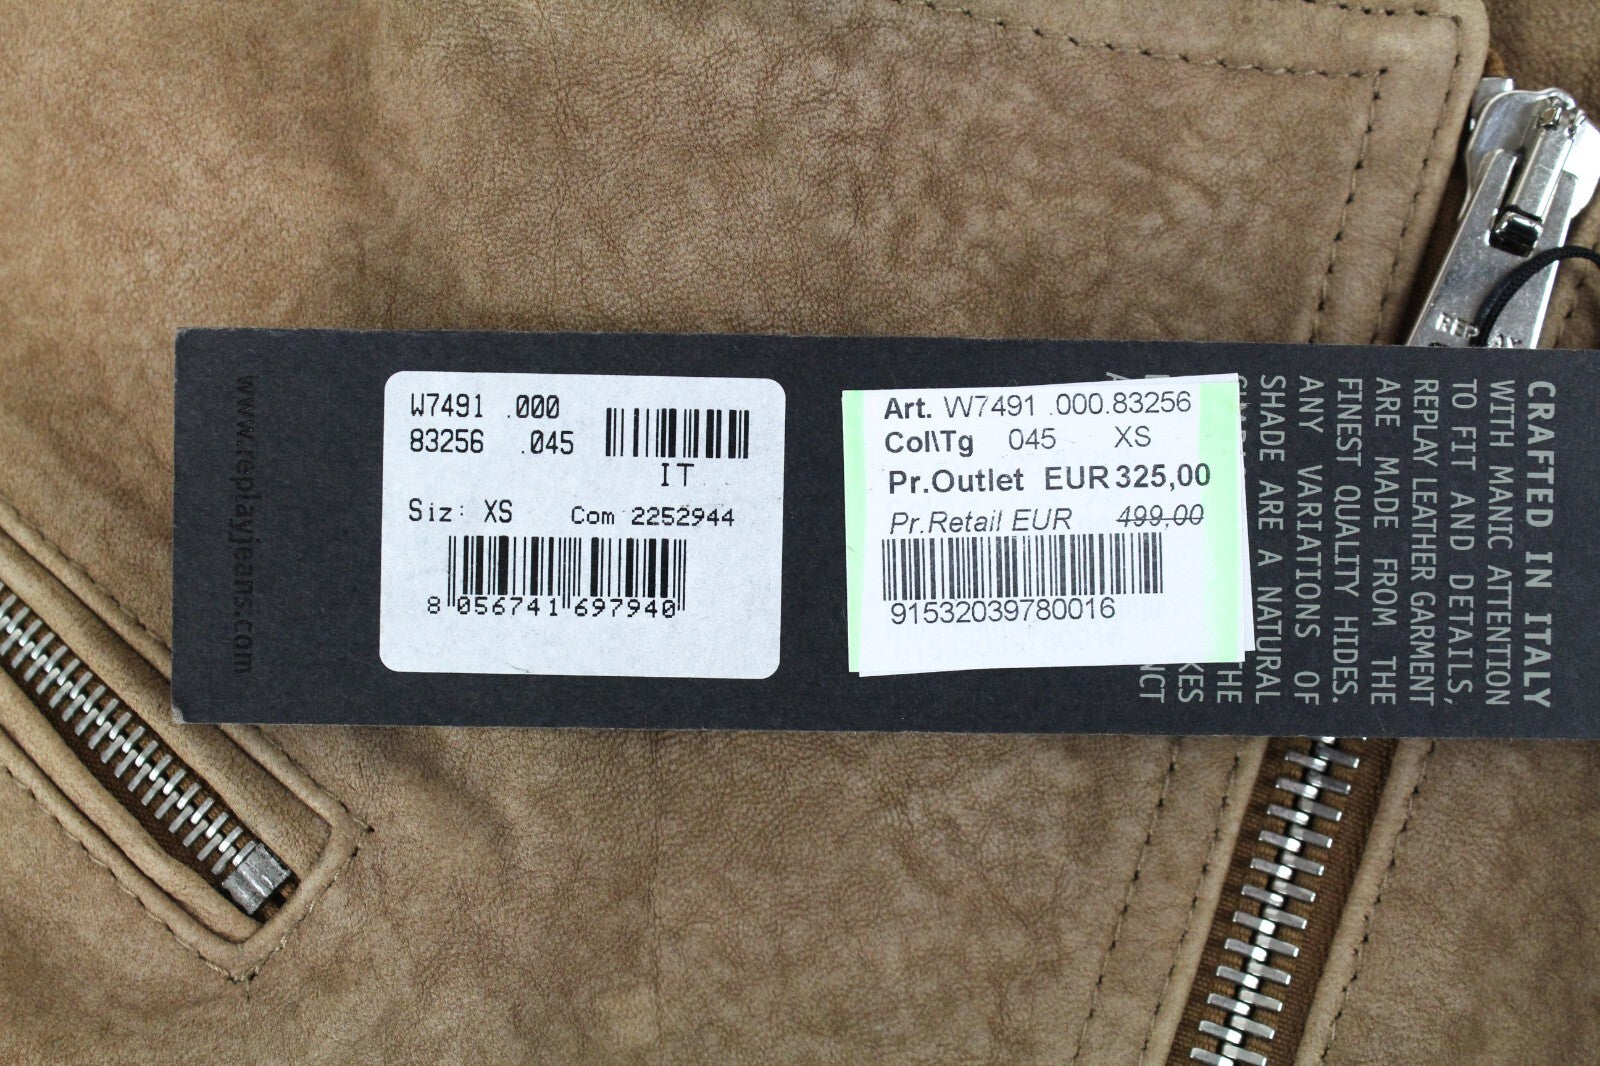 www.replayjeans.com
W7491 .000
83256 .045
IT
Siz: XS Com 2252944
8 056741 697940
Art. W7491 .000.83256
Col\Tg 045 XS
Pr.Outlet EUR 325,00
Pr.Retail EUR 499,00
91532039780016
CRAFTED IN ITALY
WITH MANIC ATTENTION
TO FIT AND DETAILS,
REPLAY LEATHER GARMENT
ARE MADE FROM THE
FINEST QUALITY HIDES.
ANY VARIATIONS OF
SHADE ARE A NATURAL
THE
REPLAY